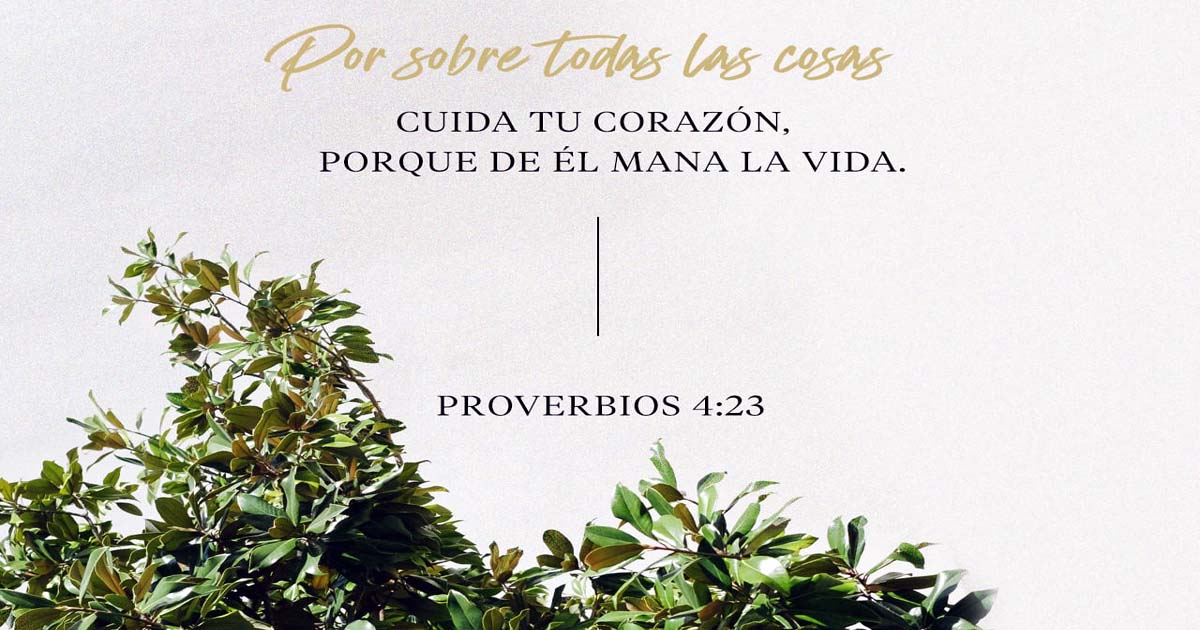 Por sobre todas las cosas
CUIDA TU CORAZÓN,
PORQUE DE ÉL MANA LA VIDA.
PROVERBIOS 4:23